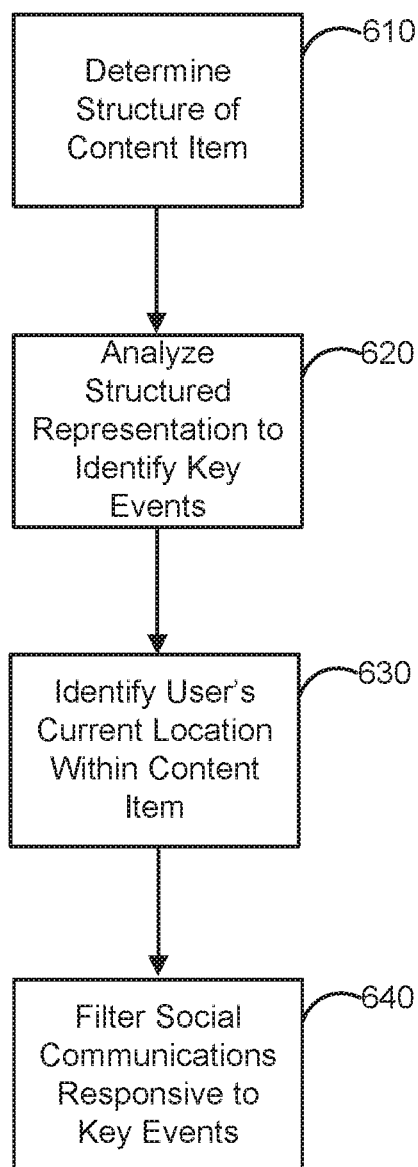 610
Determine
Structure of
Content Item
620
Analyze
Structured
Representation to
Identify Key
Events
630
Identify User's
Current Location
Within Content
Item
640
Filter Social
Communications
Responsive to
Key Events